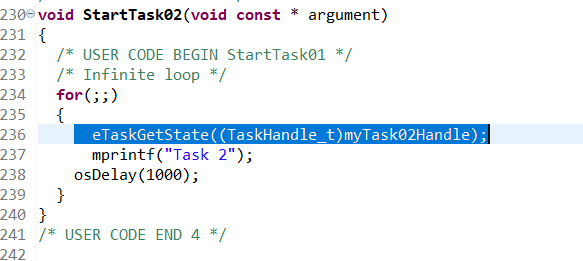 230 void StartTask02(void const * argument)
231 {
232 /* USER CODE BEGIN StartTask01 */
233 /* Infinite loop */
234 for(;;)
235 {
236 eTaskGetState((TaskHandle_t)myTask02Handle);
237 mprintf("Task 2");
238 osDelay(1000);
239 }
240 }
241 /* USER CODE END 4 */
242